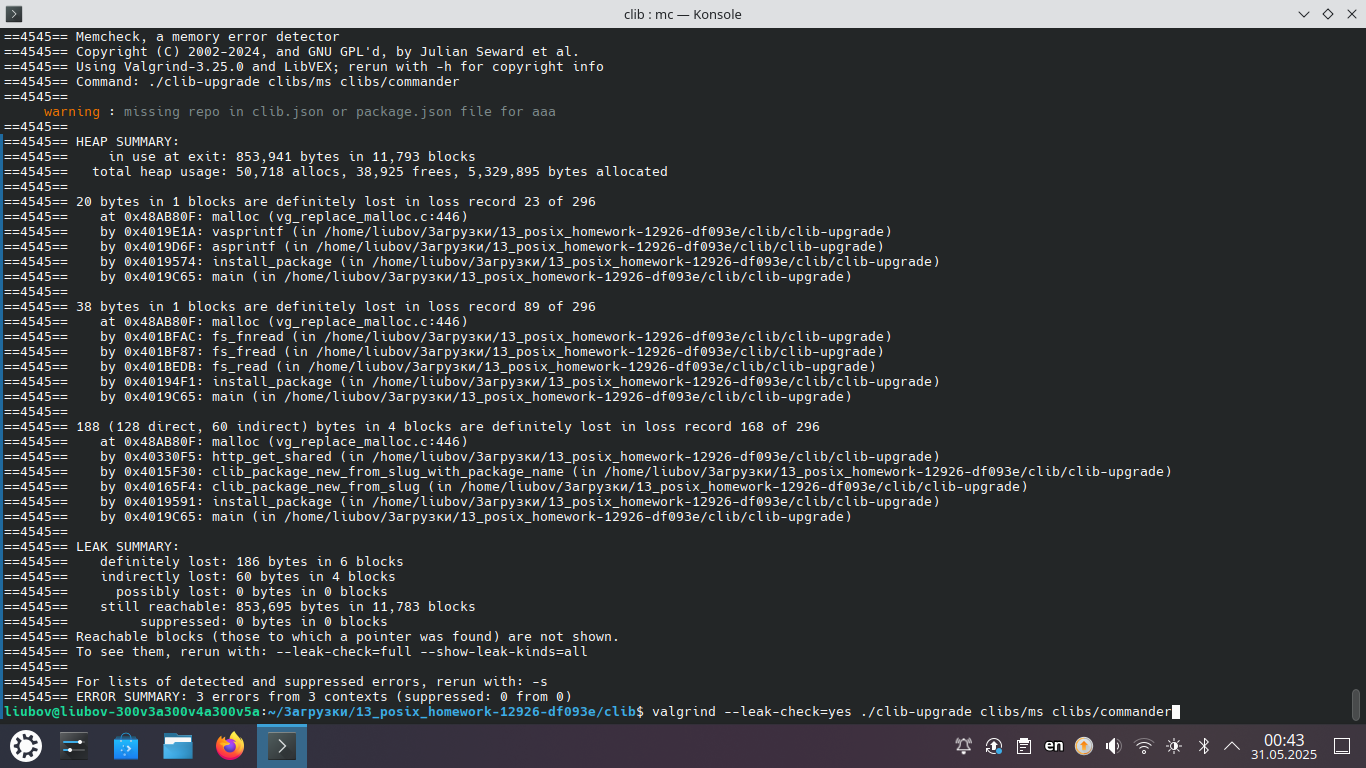 clib : mc — Konsole
==4545== Memcheck, a memory error detector
==4545== Copyright (C) 2002-2024, and GNU GPL'd, by Julian Seward et al.
==4545== Using Valgrind-3.25.0 and LibVEX; rerun with -h for copyright info
==4545== Command: ./clib-upgrade clibs/ms clibs/commander
==4545==
     warning : missing repo in clib.json or package.json file for aaa
==4545==
==4545== HEAP SUMMARY:
==4545==     in use at exit: 853,941 bytes in 11,793 blocks
==4545==   total heap usage: 50,718 allocs, 38,925 frees, 5,329,895 bytes allocated
==4545==
==4545== 20 bytes in 1 blocks are definitely lost in loss record 23 of 296
==4545==    at 0x48AB80F: malloc (vg_replace_malloc.c:446)
==4545==    by 0x4019E1A: vasprintf (in /home/liubov/Загрузки/13_posix_homework-12926-df093e/clib/clib-upgrade)
==4545==    by 0x4019D6F: asprintf (in /home/liubov/Загрузки/13_posix_homework-12926-df093e/clib/clib-upgrade)
==4545==    by 0x4019574: install_package (in /home/liubov/Загрузки/13_posix_homework-12926-df093e/clib/clib-upgrade)
==4545==    by 0x4019C65: main (in /home/liubov/Загрузки/13_posix_homework-12926-df093e/clib/clib-upgrade)
==4545==
==4545== 38 bytes in 1 blocks are definitely lost in loss record 89 of 296
==4545==    at 0x48AB80F: malloc (vg_replace_malloc.c:446)
==4545==    by 0x401BFAC: fs_fnread (in /home/liubov/Загрузки/13_posix_homework-12926-df093e/clib/clib-upgrade)
==4545==    by 0x401BF87: fs_fread (in /home/liubov/Загрузки/13_posix_homework-12926-df093e/clib/clib-upgrade)
==4545==    by 0x401BEDB: fs_read (in /home/liubov/Загрузки/13_posix_homework-12926-df093e/clib/clib-upgrade)
==4545==    by 0x40194F1: install_package (in /home/liubov/Загрузки/13_posix_homework-12926-df093e/clib/clib-upgrade)
==4545==    by 0x4019C65: main (in /home/liubov/Загрузки/13_posix_homework-12926-df093e/clib/clib-upgrade)
==4545==
==4545== 188 (128 direct, 60 indirect) bytes in 4 blocks are definitely lost in loss record 168 of 296
==4545==    at 0x48AB80F: malloc (vg_replace_malloc.c:446)
==4545==    by 0x40330F5: http_get_shared (in /home/liubov/Загрузки/13_posix_homework-12926-df093e/clib/clib-upgrade)
==4545==    by 0x4015F30: clib_package_new_from_slug_with_package_name (in /home/liubov/Загрузки/13_posix_homework-12926-df093e/clib/clib-upgrade)
==4545==    by 0x40165F4: clib_package_new_from_slug (in /home/liubov/Загрузки/13_posix_homework-12926-df093e/clib/clib-upgrade)
==4545==    by 0x4019591: install_package (in /home/liubov/Загрузки/13_posix_homework-12926-df093e/clib/clib-upgrade)
==4545==    by 0x4019C65: main (in /home/liubov/Загрузки/13_posix_homework-12926-df093e/clib/clib-upgrade)
==4545==
==4545== LEAK SUMMARY:
==4545==    definitely lost: 186 bytes in 6 blocks
==4545==    indirectly lost: 60 bytes in 4 blocks
==4545==      possibly lost: 0 bytes in 0 blocks
==4545==    still reachable: 853,695 bytes in 11,783 blocks
==4545==         suppressed: 0 bytes in 0 blocks
==4545== Reachable blocks (those to which a pointer was found) are not shown.
==4545== To see them, rerun with: --leak-check=full --show-leak-kinds=all
==4545==
==4545== For lists of detected and suppressed errors, rerun with: -s
==4545== ERROR SUMMARY: 3 errors from 3 contexts (suppressed: 0 from 0)
liubov@liubov-300v3a300v4a300v5a:~/Загрузки/13_posix_homework-12926-df093e/clib$ valgrind --leak-check=yes ./clib-upgrade clibs/ms clibs/commander
en
00:43
31.05.2025